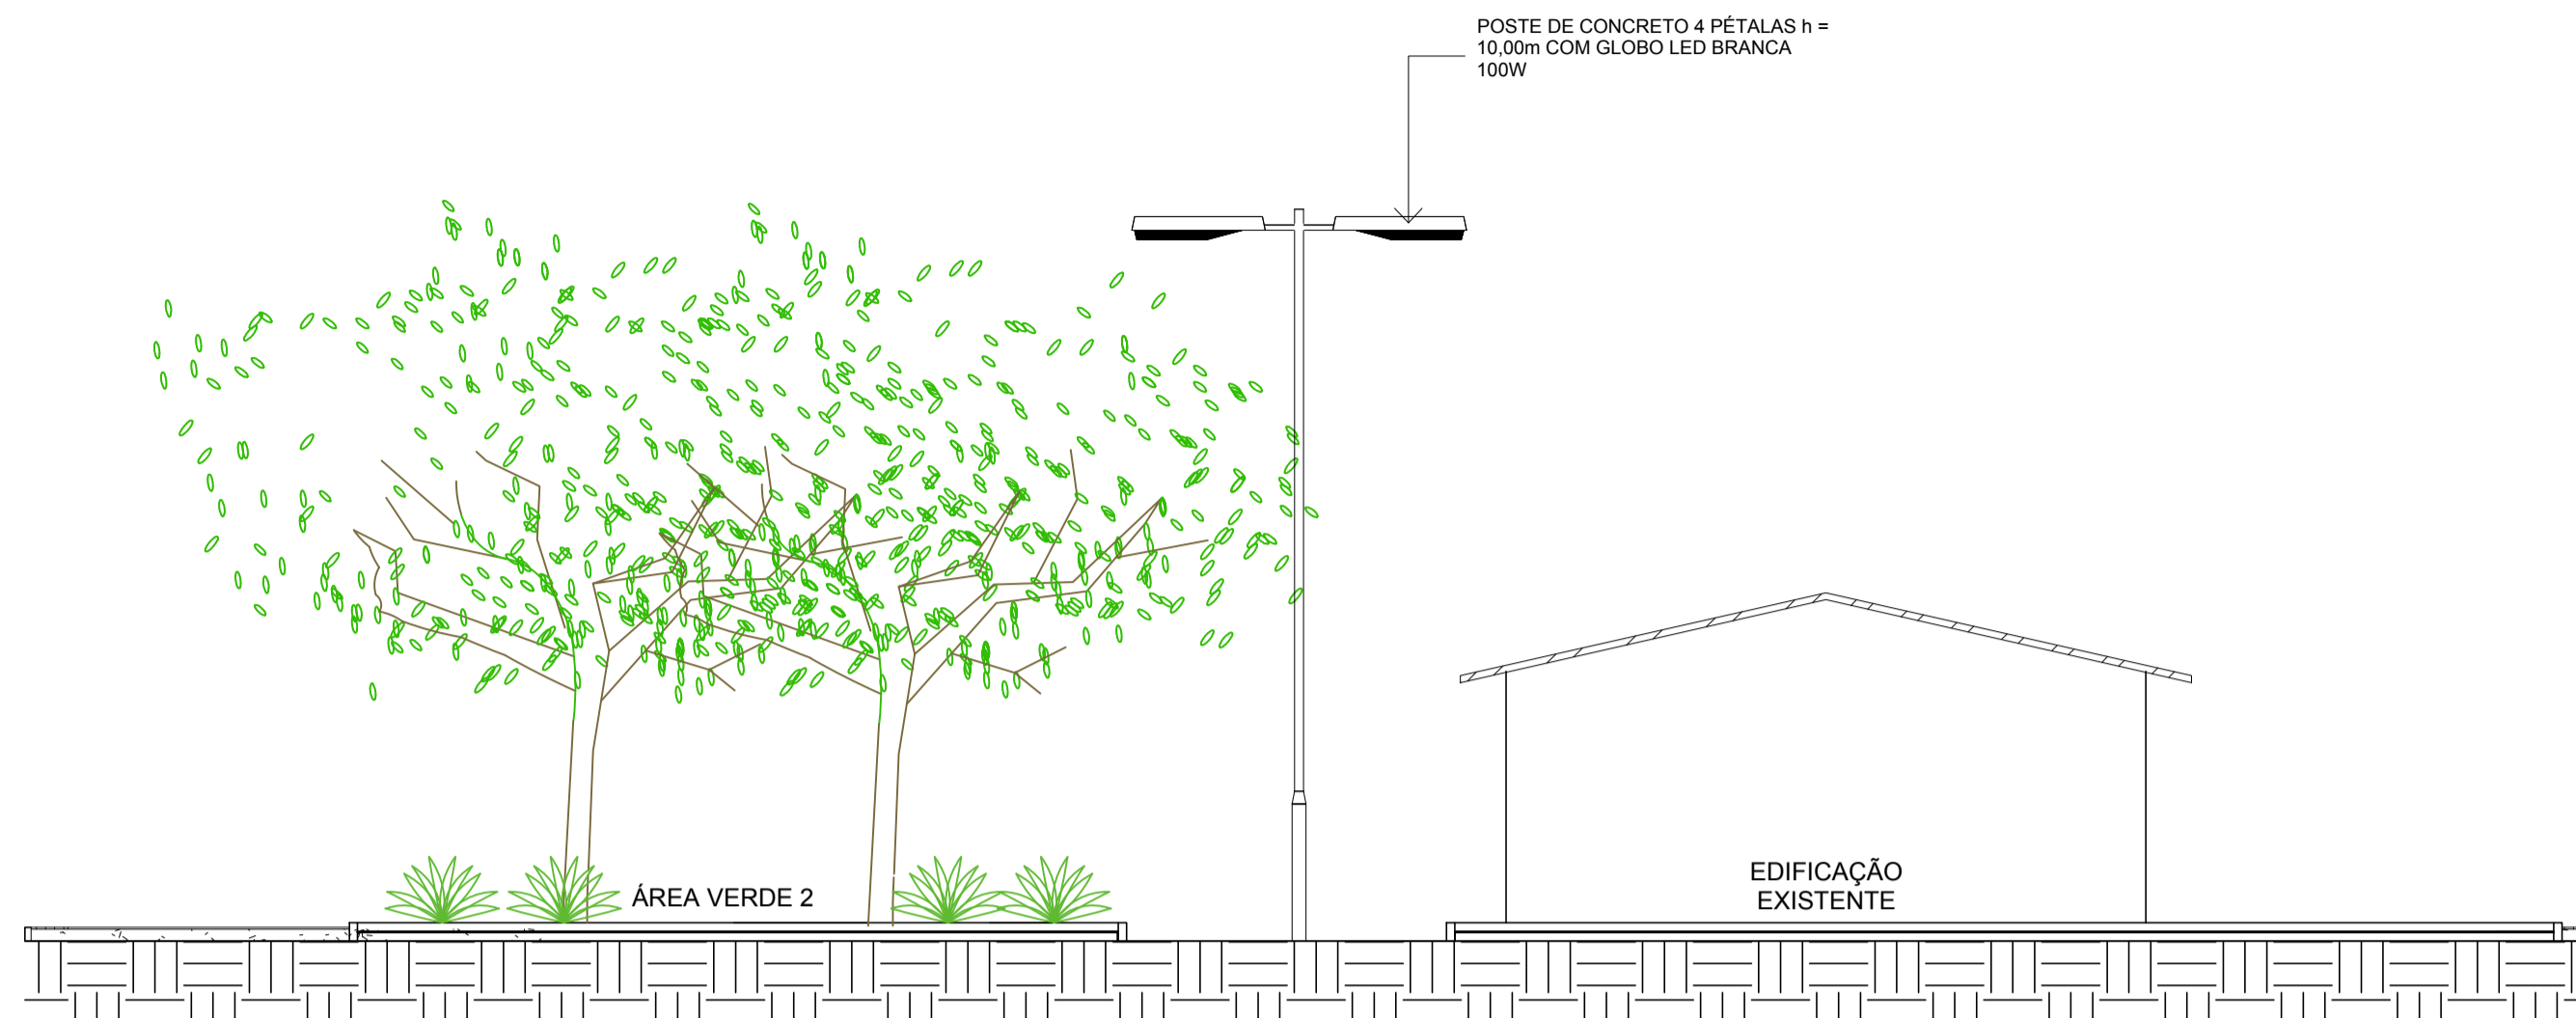 POSTE DE CONCRETO 4 PÉTALAS h =
10,00m COM GLOBO LED BRANCA
100W
ÁREA VERDE 2
EDIFICAÇÃO
EXISTENTE